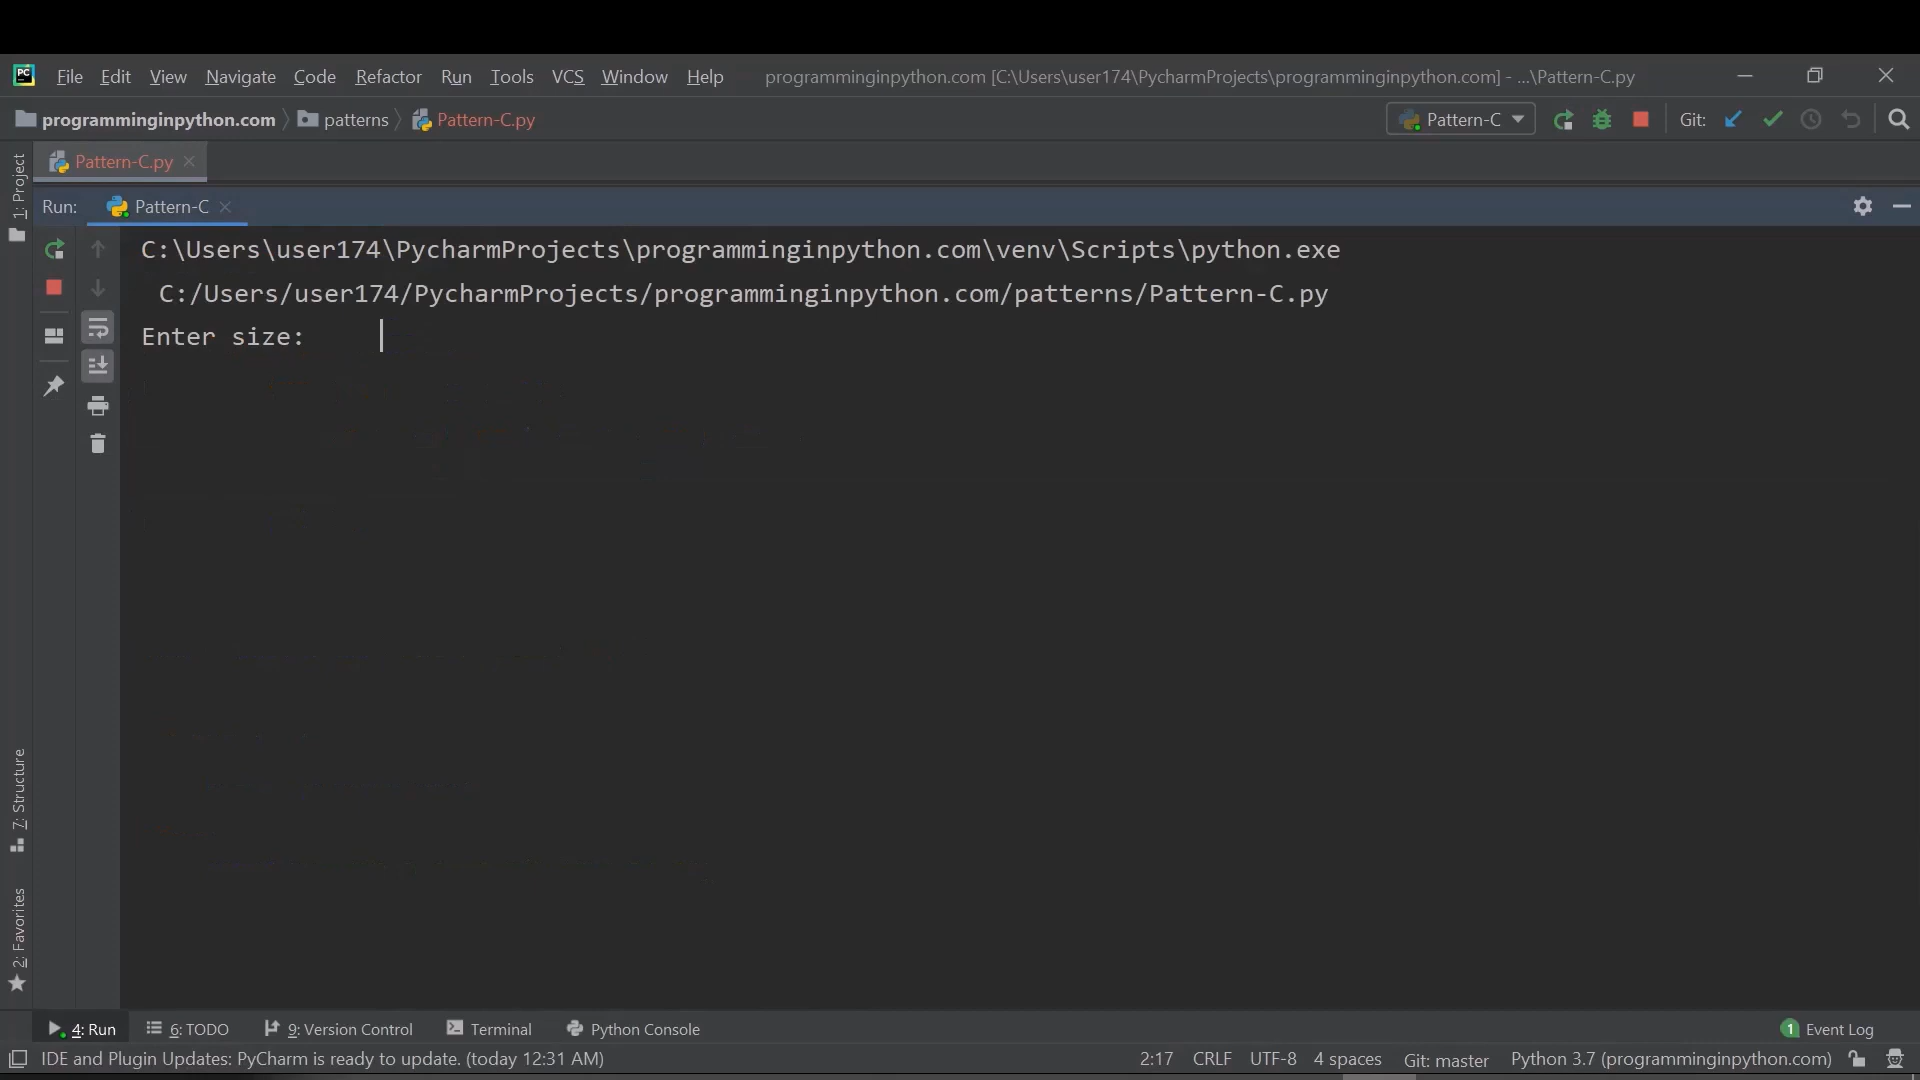 PC File Edit View Navigate Code Refactor Run Tools VCS Window Help programminginpython.com [C:\Users\user174\PycharmProjects\programminginpython.com] - ...\Pattern-C.py
programminginpython.com patterns Pattern-C.py Pattern-C Git:
Pattern-C.py
1: Project
Run: Pattern-C
C:\Users\user174\PycharmProjects\programminginpython.com\venv\Scripts\python.exe
C:/Users/user174/PycharmProjects/programminginpython.com/patterns/Pattern-C.py
Enter size:
7: Structure
2: Favorites
4: Run 6: TODO 9: Version Control Terminal Python Console 1 Event Log
IDE and Plugin Updates: PyCharm is ready to update. (today 12:31 AM) 2:17 CRLF UTF-8 4 spaces Git: master Python 3.7 (programminginpython.com)